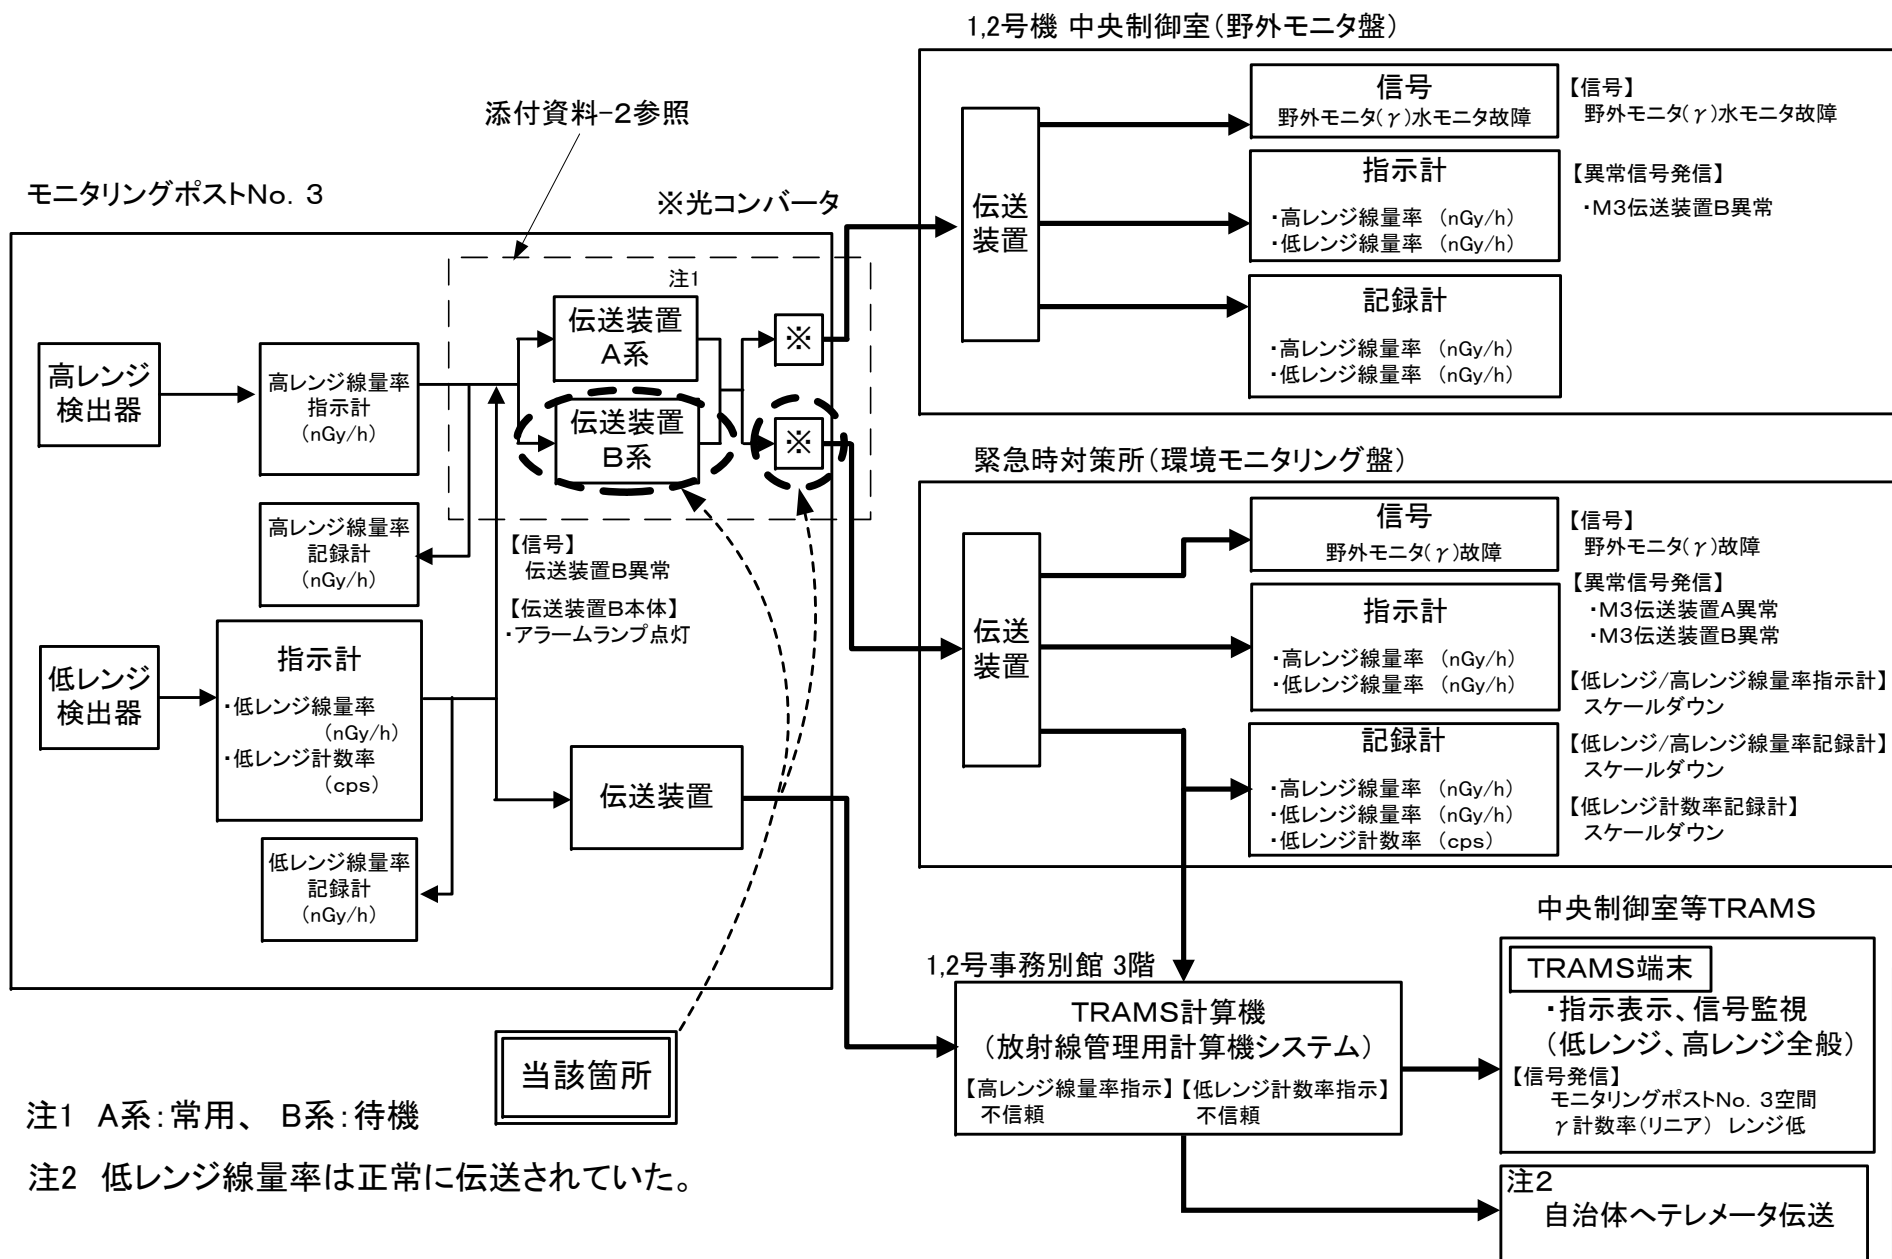 1,2号機 中央制御室（野外モニタ盤）
添付資料-2参照
モニタリングポストNo. 3
※光コンバータ
注1
高レンジ
検出器
高レンジ線量率
指示計
(nGy/h)
伝送装置
A系
伝送装置
B系
※
※
高レンジ線量率
記録計
(nGy/h)
【信号】
伝送装置B異常
【伝送装置B本体】
・アラームランプ点灯
低レンジ
検出器
指示計
・低レンジ線量率
(nGy/h)
・低レンジ計数率
(cps)
伝送装置
低レンジ線量率
記録計
(nGy/h)
伝送
装置
信号
野外モニタ(γ)水モニタ故障
【信号】
野外モニタ(γ)水モニタ故障
指示計
・高レンジ線量率 (nGy/h)
・低レンジ線量率 (nGy/h)
【異常信号発信】
・M3伝送装置B異常
記録計
・高レンジ線量率 (nGy/h)
・低レンジ線量率 (nGy/h)
緊急時対策所（環境モニタリング盤）
伝送
装置
信号
野外モニタ(γ)故障
【信号】
野外モニタ(γ)故障
指示計
・高レンジ線量率 (nGy/h)
・低レンジ線量率 (nGy/h)
【異常信号発信】
・M3伝送装置A異常
・M3伝送装置B異常
【低レンジ/高レンジ線量率指示計】
スケールダウン
記録計
・高レンジ線量率 (nGy/h)
・低レンジ線量率 (nGy/h)
・低レンジ計数率 (cps)
【低レンジ/高レンジ線量率記録計】
スケールダウン
【低レンジ計数率記録計】
スケールダウン
1,2号事務別館 3階
TRAMS計算機
（放射線管理用計算機システム）
【高レンジ線量率指示】
不信頼
【低レンジ計数率指示】
不信頼
中央制御室等TRAMS
TRAMS端末
・指示表示、信号監視
（低レンジ、高レンジ全般）
【信号発信】
モニタリングポストNo. 3空間
γ計数率（リニア） レンジ低
注2
自治体へテレメータ伝送
当該箇所
注1 A系：常用、 B系：待機
注2 低レンジ線量率は正常に伝送されていた。